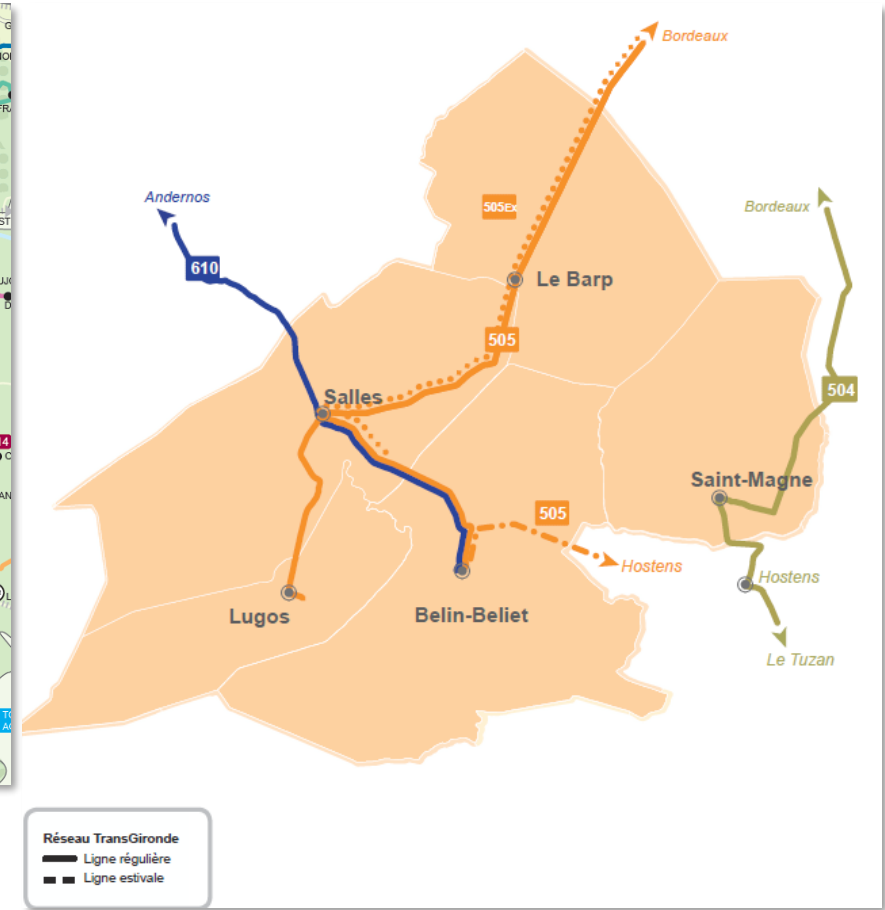 Bordeaux
Andernos
505Ex
Bordeaux
610
Le Barp
505
504
Salles
Saint-Magne
505
Hostens
Hostens
Lugos
Belin-Beliet
Le Tuzan
Réseau TransGironde
Ligne régulière
Ligne estivale